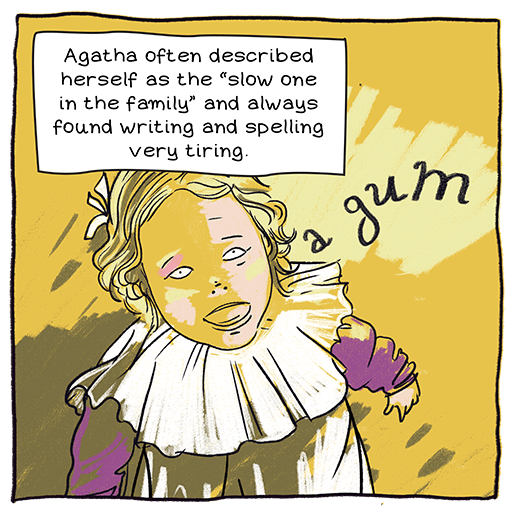 Agatha often described
herself as the “slow one
in the family” and always
found writing and spelling
very tiring.
a gum